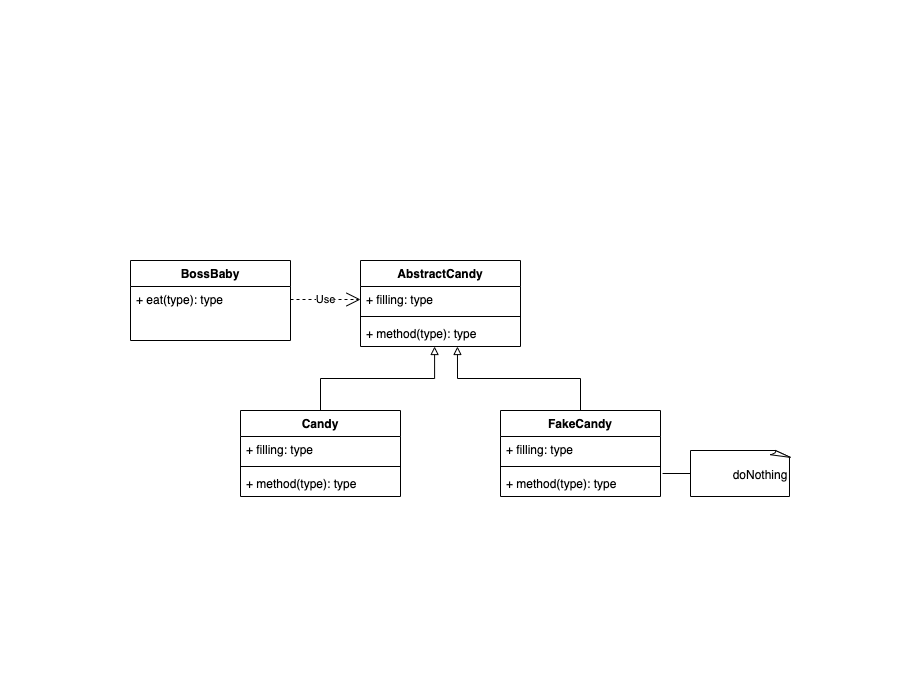 BossBaby
+ eat(type): type
Use
AbstractCandy
+ filling: type
+ method(type): type
Candy
+ filling: type
+ method(type): type
FakeCandy
+ filling: type
+ method(type): type
doNothing